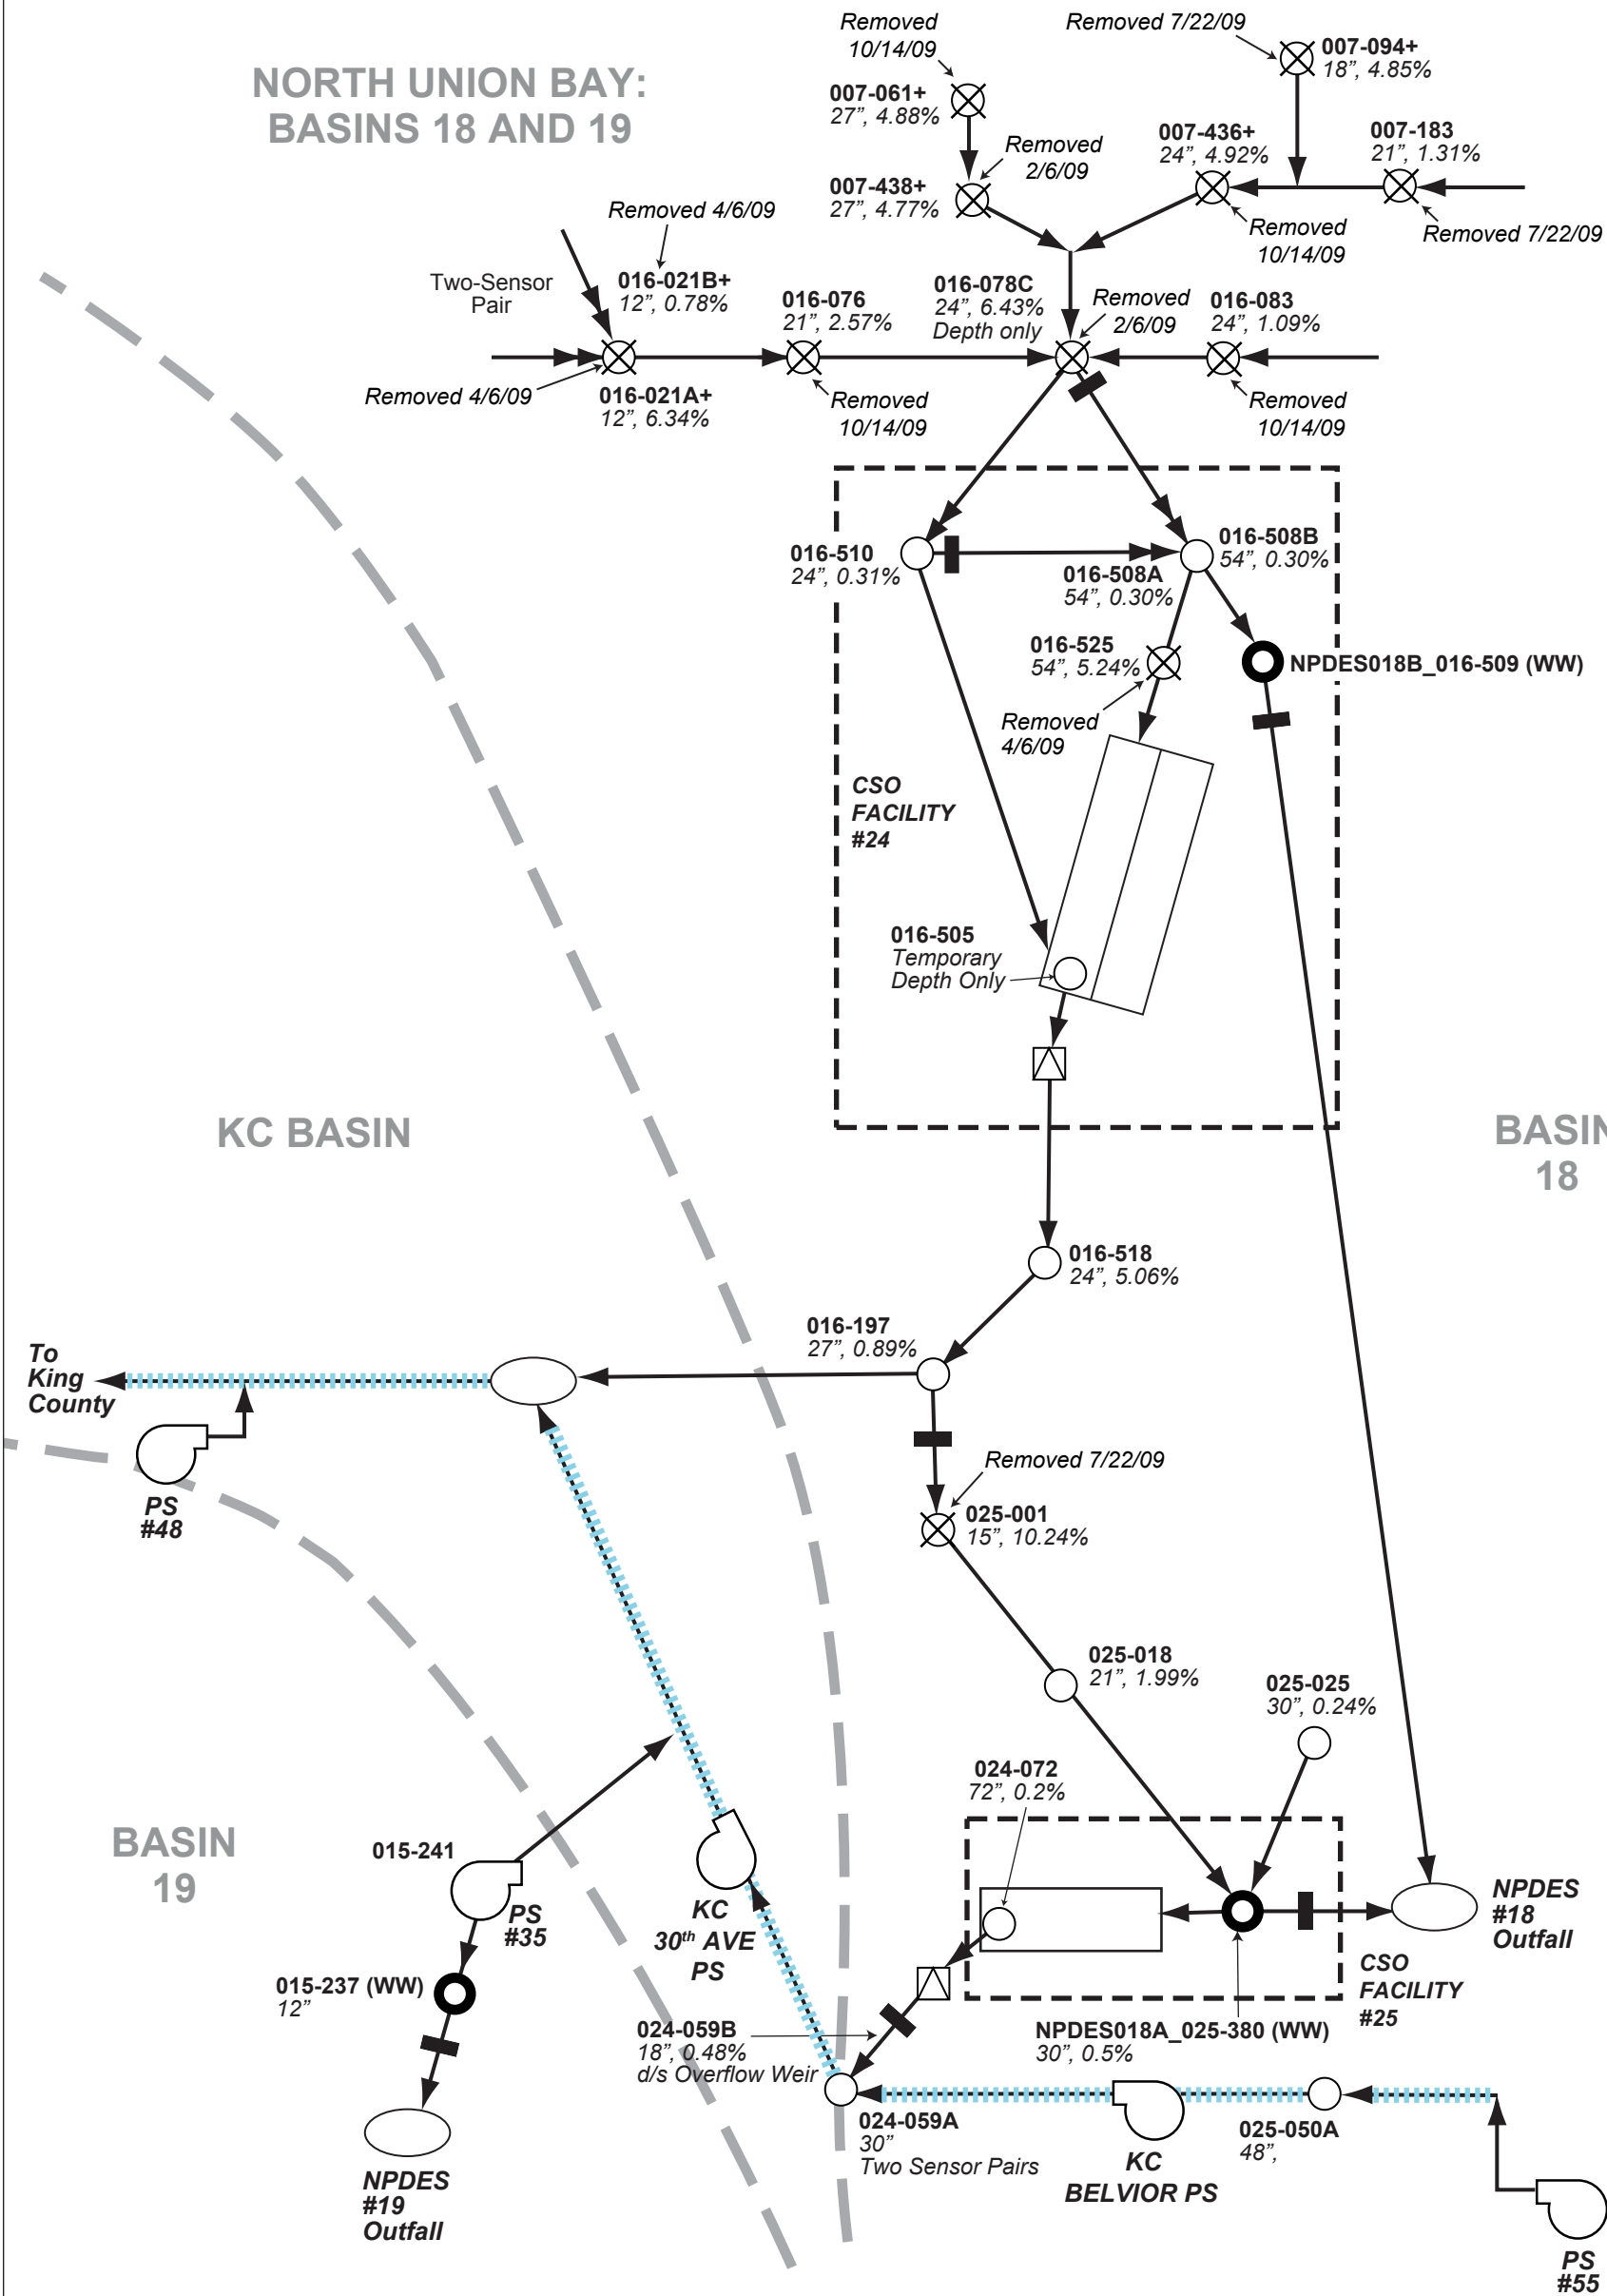 NORTH UNION BAY:
BASINS 18 AND 19
Removed
10/14/09
007-061+
27”, 4.88%
Removed 7/22/09
007-094+
18”, 4.85%
Removed
2/6/09
007-438+
27”, 4.77%
007-436+
24”, 4.92%
Removed
10/14/09
007-183
21”, 1.31%
Removed 7/22/09
Removed 4/6/09
Two-Sensor
Pair
016-021B+
12”, 0.78%
Removed 4/6/09
016-021A+
12”, 6.34%
016-076
21”, 2.57%
Removed
10/14/09
016-078C
24”, 6.43%
Depth only
Removed
2/6/09
016-083
24”, 1.09%
Removed
10/14/09
016-510
24”, 0.31%
016-508B
54”, 0.30%
016-508A
54”, 0.30%
016-525
54”, 5.24%
Removed
4/6/09
NPDES018B_016-509 (WW)
CSO
FACILITY
#24
016-505
Temporary
Depth Only
KC BASIN
BASIN
18
016-518
24”, 5.06%
016-197
27”, 0.89%
To
King
County
PS
#48
Removed 7/22/09
025-001
15”, 10.24%
025-018
21”, 1.99%
025-025
30”, 0.24%
024-072
72”, 0.2%
BASIN
19
015-241
PS
#35
KC
30th AVE
PS
NPDES
#18
Outfall
CSO
FACILITY
#25
015-237 (WW)
12”
024-059B
18”, 0.48%
d/s Overflow Weir
NPDES018A_025-380 (WW)
30”, 0.5%
024-059A
30”
Two Sensor Pairs
KC
BELVIOR PS
025-050A
48”,
NPDES
#19
Outfall
PS
#55